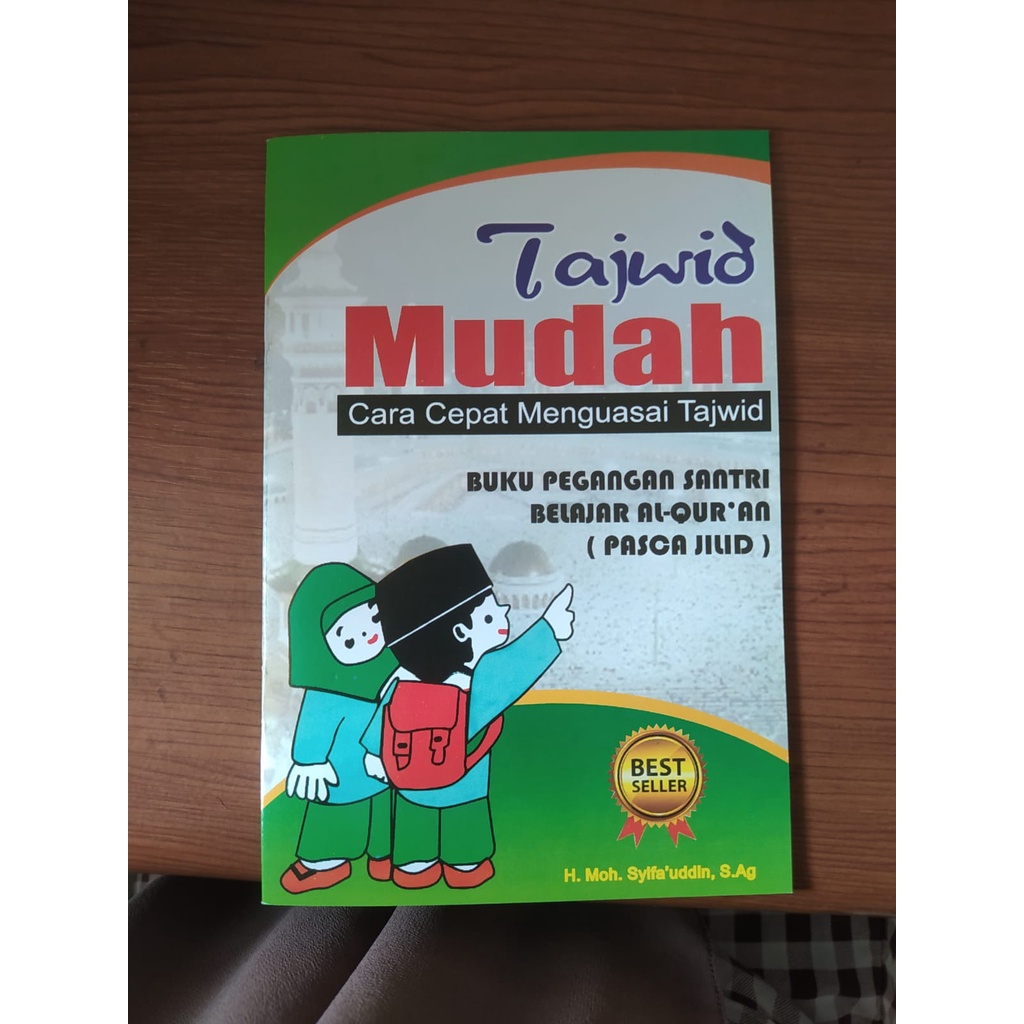 Tajwid
Mudah
Cara Cepat Menguasai Tajwid
BUKU PEGANGAN SANTRI
BELAJAR AL-QUR'AN
( PASCA JILID )
BEST
SELLER
H. Moh. Syifa'uddin, S.Ag